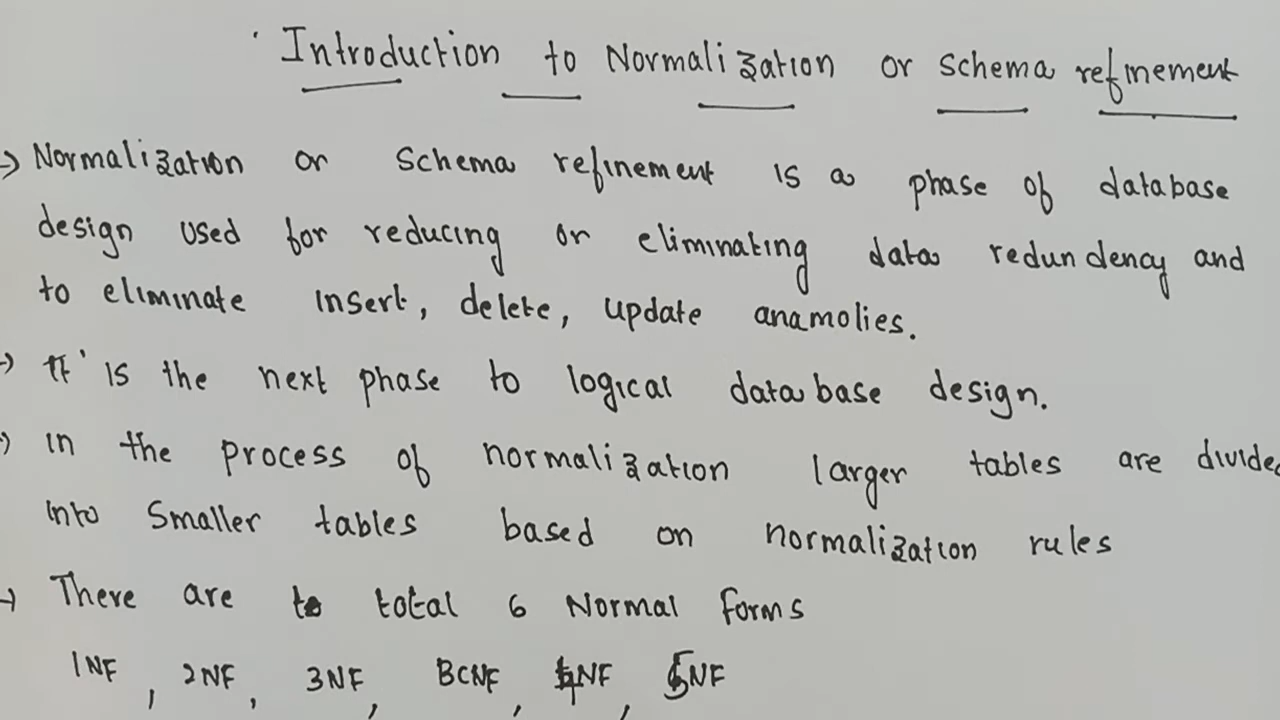 Introduction to Normalization or schema refinement
→ Normalization or schema refinement is a phase of database
design used for reducing or eliminating data redundency and
to eliminate insert, delete, update anamolies.
→ It is the next phase to logical database design.
→ in the process of normalization larger tables are divided
into smaller tables based on normalization rules
→ There are to total 6 Normal forms
1NF, 2NF, 3NF, BCNF, 4NF, 5NF